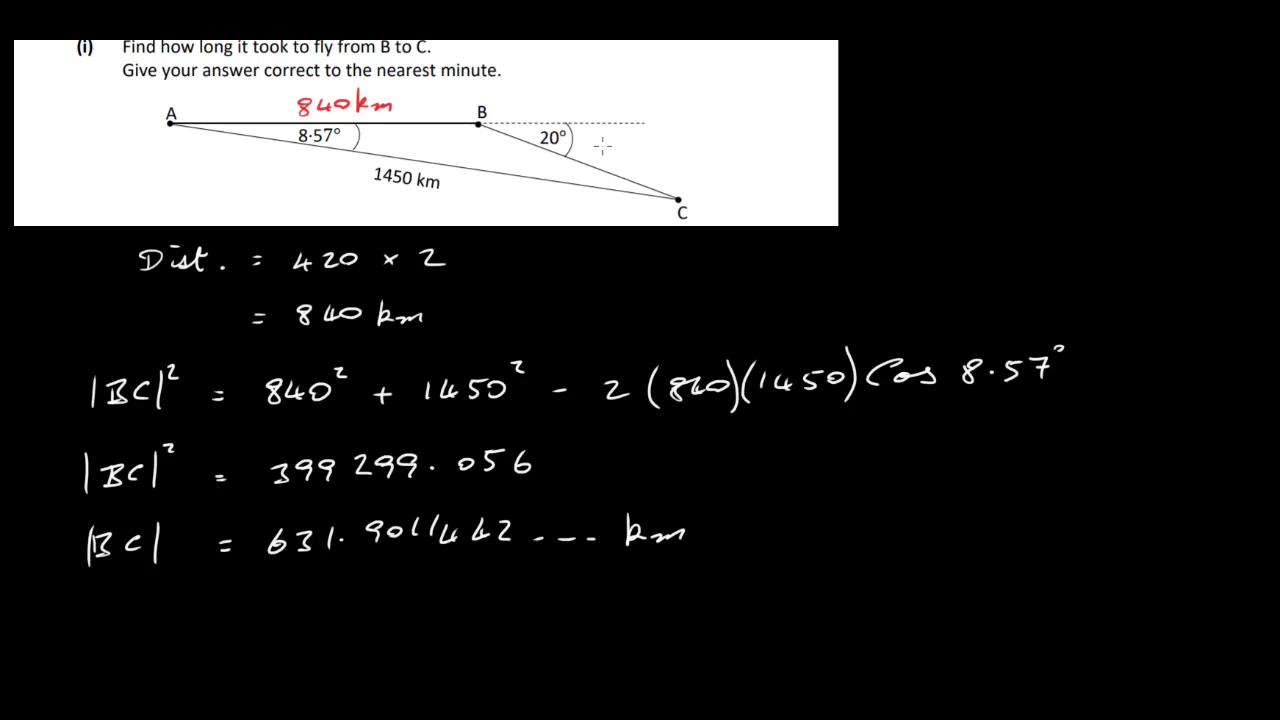 (i) Find how long it took to fly from B to C.
Give your answer correct to the nearest minute.
840km
A
B
8·57°
20°
1450 km
C
Dist. = 420 × 2
= 840 km
|BC|² = 840² + 1450² - 2 (840)(1450) Cos 8.57°
|BC|² = 399 299.056
|BC| = 631.9011442 --- km